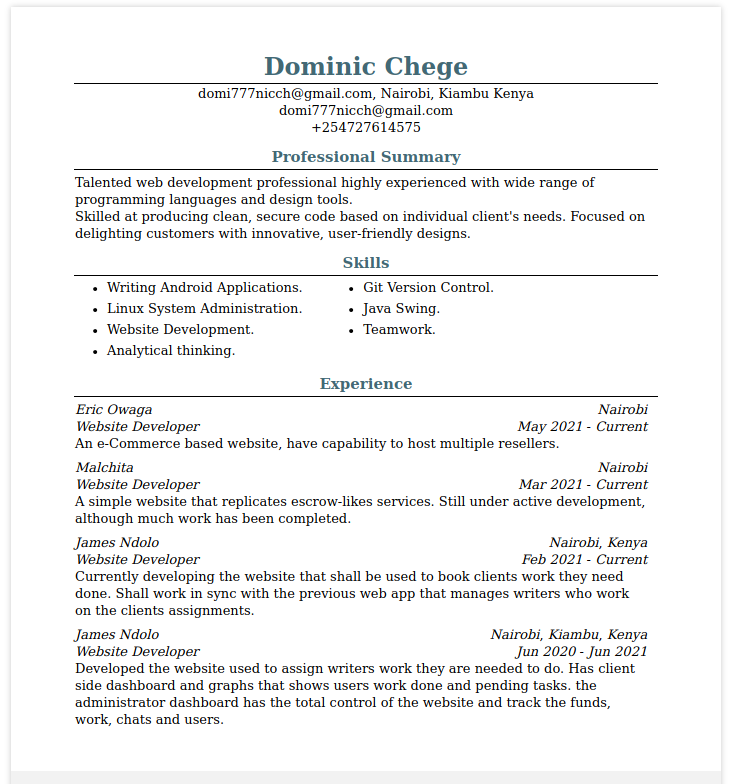 Dominic Chege
domi777nicch@gmail.com, Nairobi, Kiambu Kenya
domi777nicch@gmail.com
+254727614575
Professional Summary
Talented web development professional highly experienced with wide range of
programming languages and design tools.
Skilled at producing clean, secure code based on individual client's needs. Focused on
delighting customers with innovative, user-friendly designs.
Skills
• Writing Android Applications.
• Linux System Administration.
• Website Development.
• Analytical thinking.
• Git Version Control.
• Java Swing.
• Teamwork.
Experience
Eric Owaga Nairobi
Website Developer May 2021 - Current
An e-Commerce based website, have capability to host multiple resellers.
Malchita Nairobi
Website Developer Mar 2021 - Current
A simple website that replicates escrow-likes services. Still under active development,
although much work has been completed.
James Ndolo Nairobi, Kenya
Website Developer Feb 2021 - Current
Currently developing the website that shall be used to book clients work they need
done. Shall work in sync with the previous web app that manages writers who work
on the clients assignments.
James Ndolo Nairobi, Kiambu, Kenya
Website Developer Jun 2020 - Jun 2021
Developed the website used to assign writers work they are needed to do. Has client
side dashboard and graphs that shows users work done and pending tasks. the
administrator dashboard has the total control of the website and track the funds,
work, chats and users.